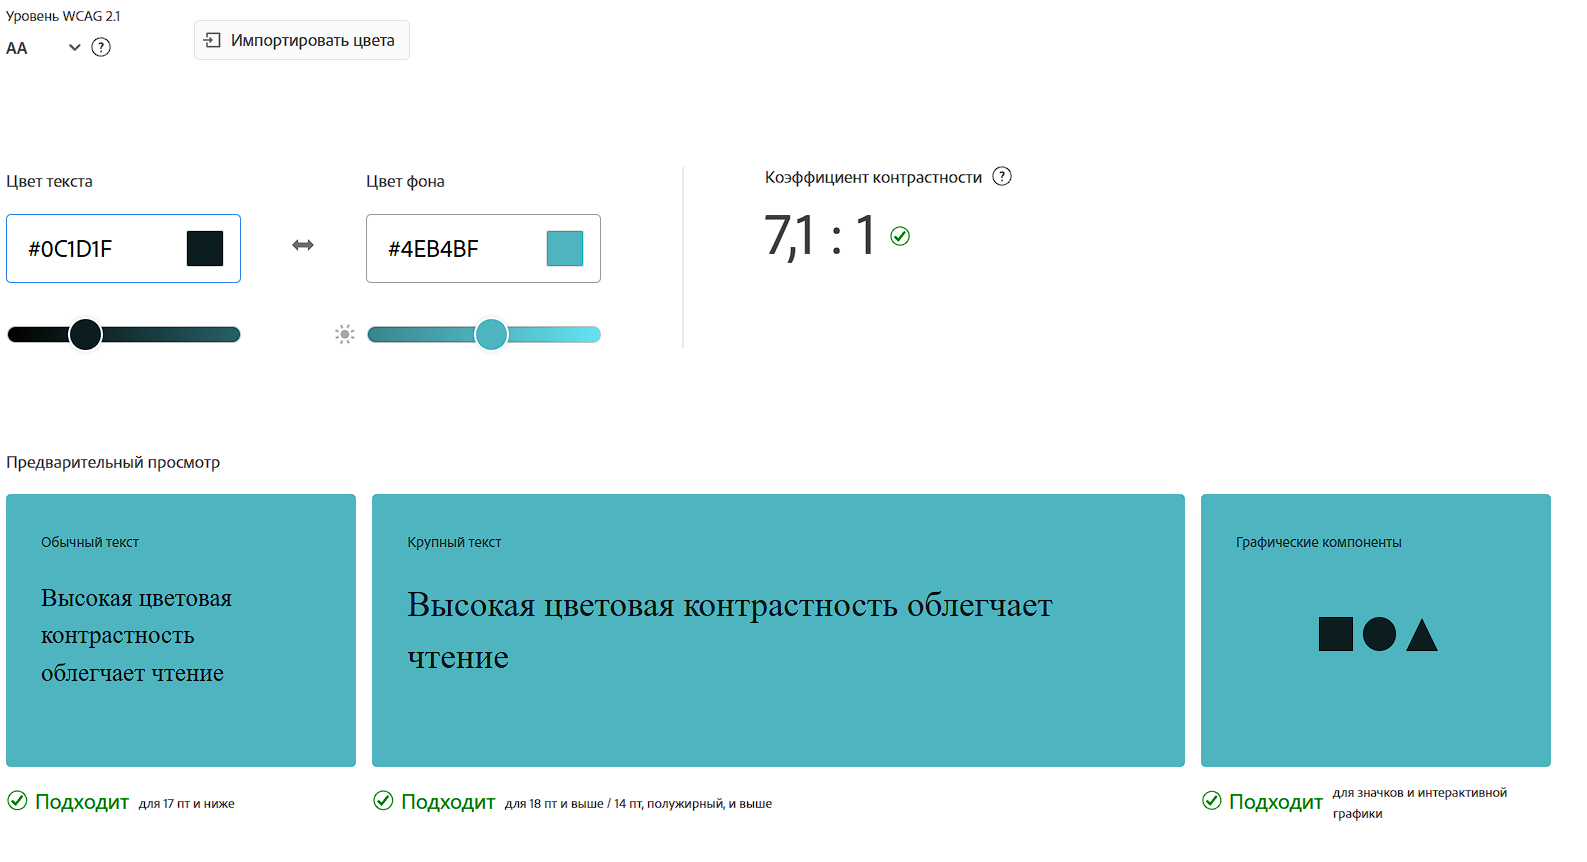 Уровень WCAG 2.1
AA
?
Импортировать цвета
Цвет текста
Цвет фона
Коэффициент контрастности ?
#0C1D1F
#4EB4BF
7,1 : 1
Предварительный просмотр
Обычный текст
Высокая цветовая
контрастность
облегчает чтение
Крупный текст
Высокая цветовая контрастность облегчает
чтение
Графические компоненты
Подходит для 17 пт и ниже
Подходит для 18 пт и выше / 14 пт, полужирный, и выше
Подходит для значков и интерактивной
графики